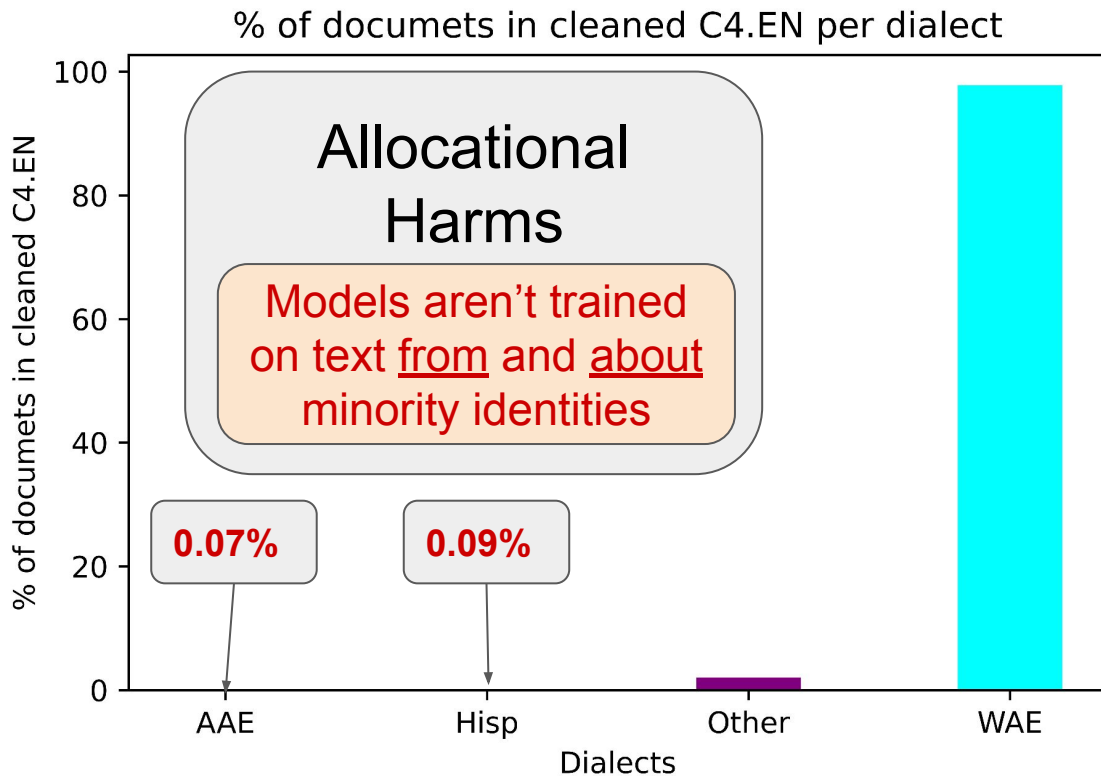 % of documets in cleaned C4.EN per dialect
% of documets in cleaned C4.EN
100
80
60
40
20
0
Allocational
Harms
Models aren’t trained
on text from and about
minority identities
0.07%
0.09%
AAE
Hisp
Other
WAE
Dialects